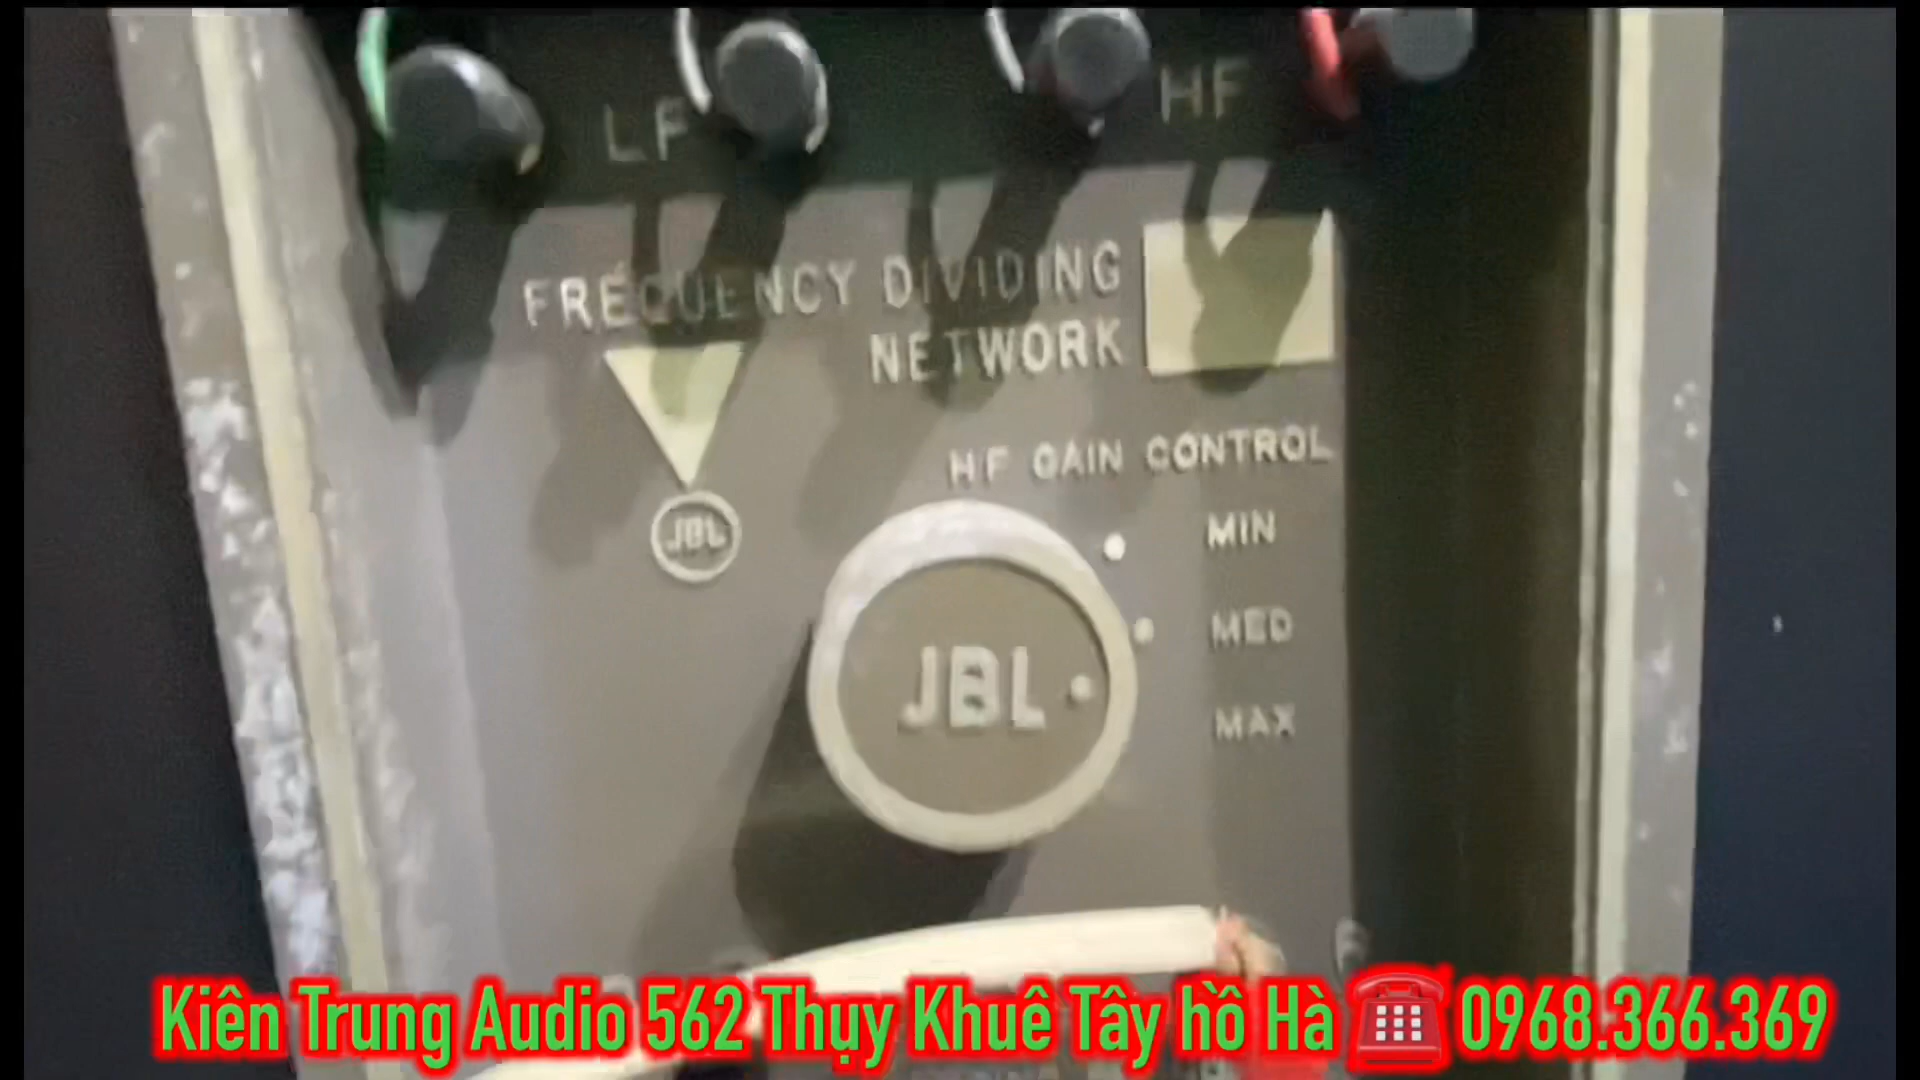 LF HF
FREQUENCY DIVIDING
NETWORK
HF GAIN CONTROL
JBL
MIN
MED
JBL
MAX
Kiên Trung Audio 562 Thụy Khuê Tây hồ Hà ☎0968.366.369